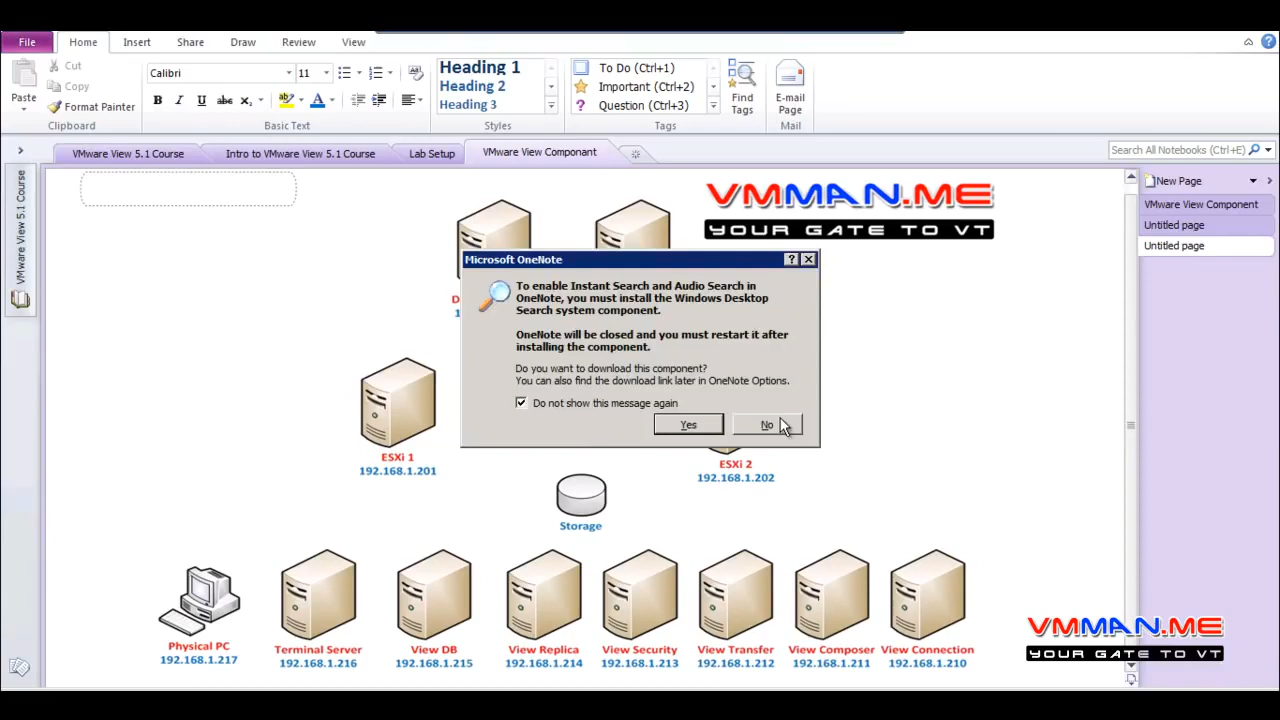 File
Home
Insert
Share
Draw
Review
View
Cut
Copy
Format Painter
Paste
Clipboard
Calibri
11
B I U abc X₂
A
Basic Text
Heading 1
Heading 2
Heading 3
Styles
To Do (Ctrl+1)
Important (Ctrl+2)
Question (Ctrl+3)
Tags
Find
Tags
E-mail
Page
Mail
VMware View 5.1 Course
Intro to VMware View 5.1 Course
Lab Setup
VMware View Componant
Search All Notebooks (Ctrl+E)
VMware View 5.1 Course
New Page
VMware View Component
Untitled page
Untitled page
VMMAN.ME
YOUR GATE TO VT
Microsoft OneNote
To enable Instant Search and Audio Search in
OneNote, you must install the Windows Desktop
Search system component.
OneNote will be closed and you must restart it after
installing the component.
Do you want to download this component?
You can also find the download link later in OneNote Options.
Do not show this message again
Yes
No
ESXi 1
192.168.1.201
ESXi 2
192.168.1.202
Storage
Physical PC
192.168.1.217
Terminal Server
192.168.1.216
View DB
192.168.1.215
View Replica
192.168.1.214
View Security
192.168.1.213
View Transfer
192.168.1.212
View Composer
192.168.1.211
View Connection
192.168.1.210
VMMAN.ME
YOUR GATE TO VT